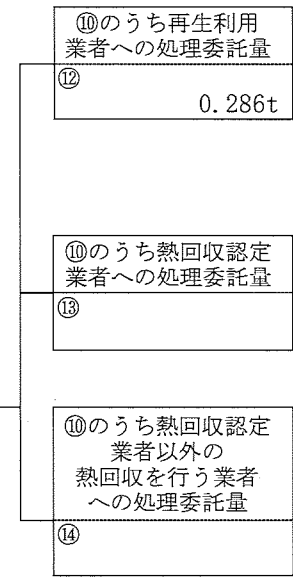 ⑩のうち再生利用
業者への処理委託量
⑫
0.286t
⑩のうち熱回収認定
業者への処理委託量
⑬
⑩のうち熱回収認定
業者以外の
熱回収を行う業者
への処理委託量
⑭